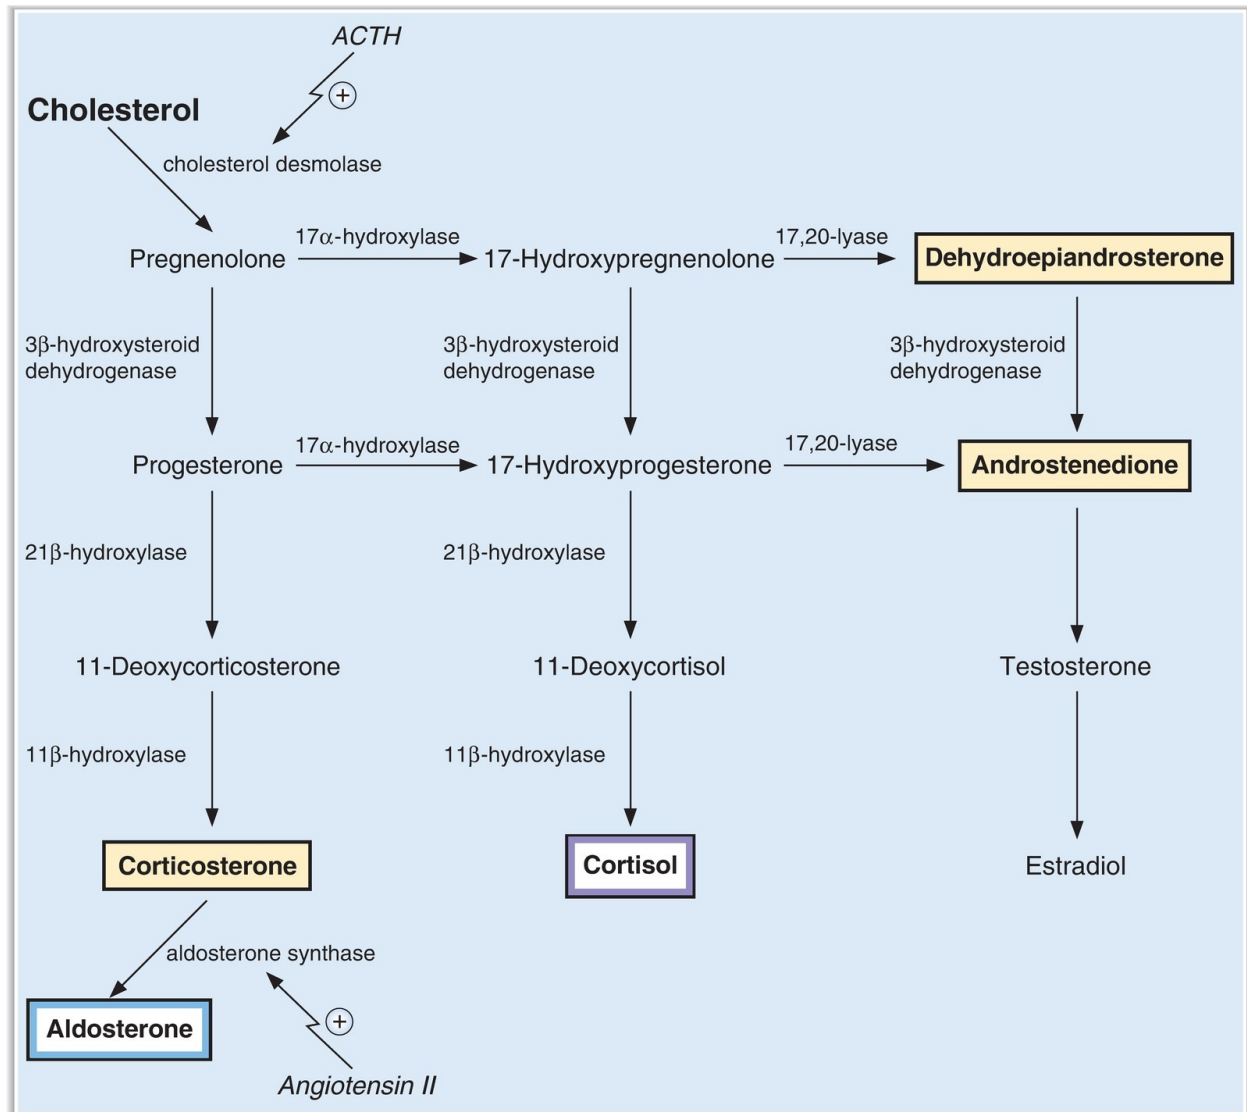 ACTH
+
Cholesterol
cholesterol desmolase
17α-hydroxylase
17,20-lyase
Pregnenolone
17-Hydroxypregnenolone
Dehydroepiandrosterone
3β-hydroxysteroid
dehydrogenase
3β-hydroxysteroid
dehydrogenase
3β-hydroxysteroid
dehydrogenase
17α-hydroxylase
17,20-lyase
Progesterone
17-Hydroxyprogesterone
Androstenedione
21β-hydroxylase
21β-hydroxylase
11-Deoxycorticosterone
11-Deoxycortisol
Testosterone
11β-hydroxylase
11β-hydroxylase
Corticosterone
Cortisol
Estradiol
aldosterone synthase
Aldosterone
+
Angiotensin II